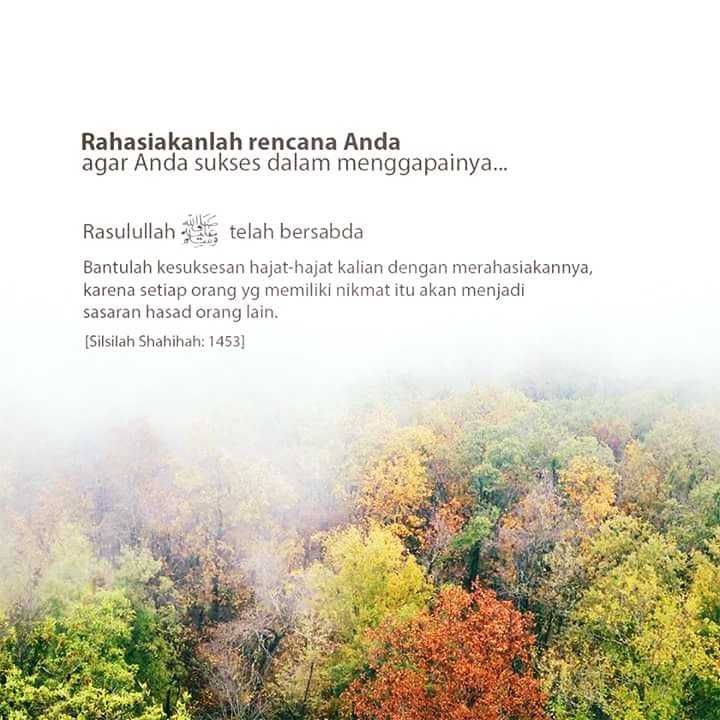 Rahasiakanlah rencana Anda
agar Anda sukses dalam menggapainya...
Rasulullah ﷺ telah bersabda
Bantulah kesuksesan hajat-hajat kalian dengan merahasiakannya,
karena setiap orang yg memiliki nikmat itu akan menjadi
sasaran hasad orang lain.
[Silsilah Shahihah: 1453]